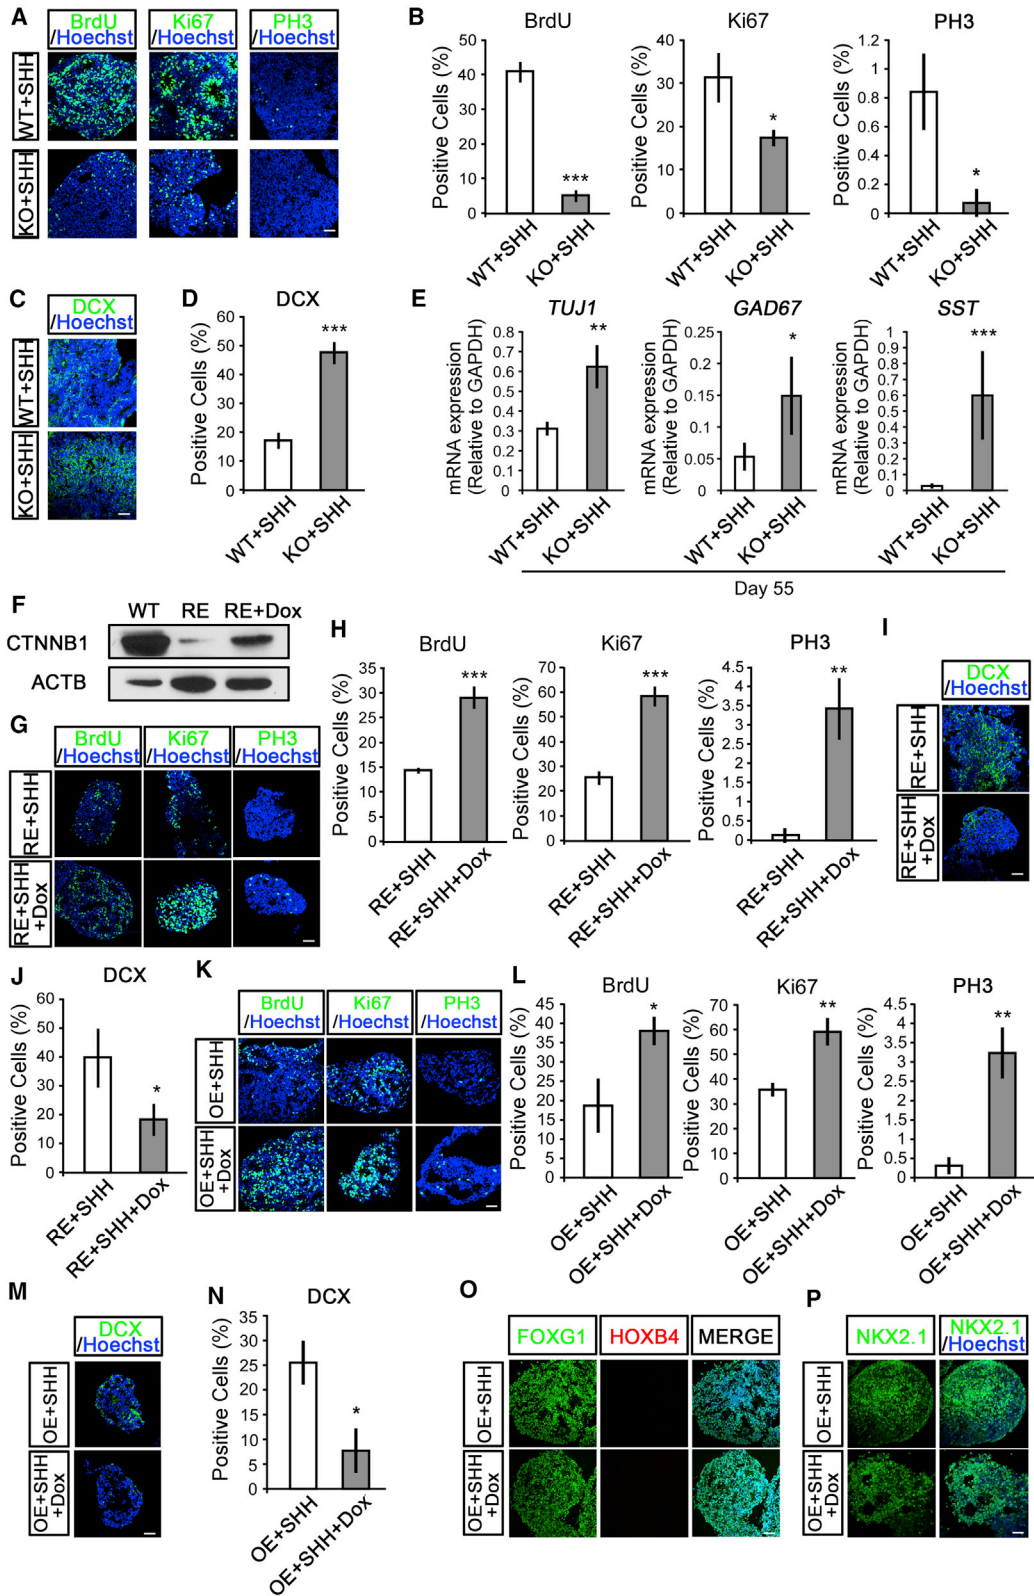 A
BrdU
/Hoechst
Ki67
/Hoechst
PH3
/Hoechst
WT+SHH
KO+SHH
B
BrdU
Positive Cells (%)
50
40
30
20
10
0
***
WT+SHH
KO+SHH
Ki67
Positive Cells (%)
40
30
20
10
0
*
WT+SHH
KO+SHH
PH3
Positive Cells (%)
1.2
1
0.8
0.6
0.4
0.2
0
*
WT+SHH
KO+SHH
C
DCX
/Hoechst
WT+SHH
KO+SHH
D
DCX
Positive Cells (%)
60
50
40
30
20
10
0
***
WT+SHH
KO+SHH
E
TUJ1
mRNA expression
(Relative to GAPDH)
0.8
0.7
0.6
0.5
0.4
0.3
0.2
0.1
0
**
WT+SHH
KO+SHH
GAD67
mRNA expression
(Relative to GAPDH)
0.25
0.2
0.15
0.1
0.05
0
*
WT+SHH
KO+SHH
SST
mRNA expression
(Relative to GAPDH)
1
0.9
0.8
0.7
0.6
0.5
0.4
0.3
0.2
0.1
0
***
WT+SHH
KO+SHH
Day 55
F
WT RE RE+Dox
CTNNB1
ACTB
G
BrdU
/Hoechst
Ki67
/Hoechst
PH3
/Hoechst
RE+SHH
RE+SHH
+Dox
H
BrdU
Positive Cells (%)
35
30
25
20
15
10
5
0
***
RE+SHH
RE+SHH+Dox
Ki67
Positive Cells (%)
70
60
50
40
30
20
10
0
***
RE+SHH
RE+SHH+Dox
PH3
Positive Cells (%)
4.5
4
3.5
3
2.5
2
1.5
1
0.5
0
**
RE+SHH
RE+SHH+Dox
I
DCX
/Hoechst
RE+SHH
RE+SHH
+Dox
J
DCX
Positive Cells (%)
60
50
40
30
20
10
0
*
RE+SHH
RE+SHH+Dox
K
BrdU
/Hoechst
Ki67
/Hoechst
PH3
/Hoechst
OE+SHH
OE+SHH
+Dox
L
BrdU
Positive Cells (%)
45
40
35
30
25
20
15
10
5
0
*
OE+SHH
OE+SHH+Dox
Ki67
Positive Cells (%)
70
60
50
40
30
20
10
0
**
OE+SHH
OE+SHH+Dox
PH3
Positive Cells (%)
4.5
4
3.5
3
2.5
2
1.5
1
0.5
0
**
OE+SHH
OE+SHH+Dox
M
DCX
/Hoechst
OE+SHH
OE+SHH
+Dox
N
DCX
Positive Cells (%)
35
30
25
20
15
10
5
0
*
OE+SHH
OE+SHH+Dox
O
FOXG1
HOXB4
MERGE
OE+SHH
OE+SHH
+Dox
P
NKX2.1
NKX2.1
/Hoechst
OE+SHH
OE+SHH
+Dox